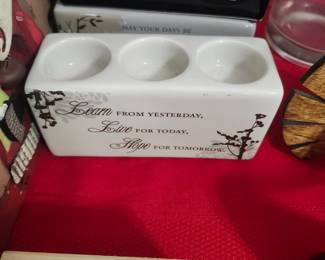 MAY YOUR DAYS BE
Learn FROM YESTERDAY,
Live FOR TODAY,
Hope FOR TOMORROW.